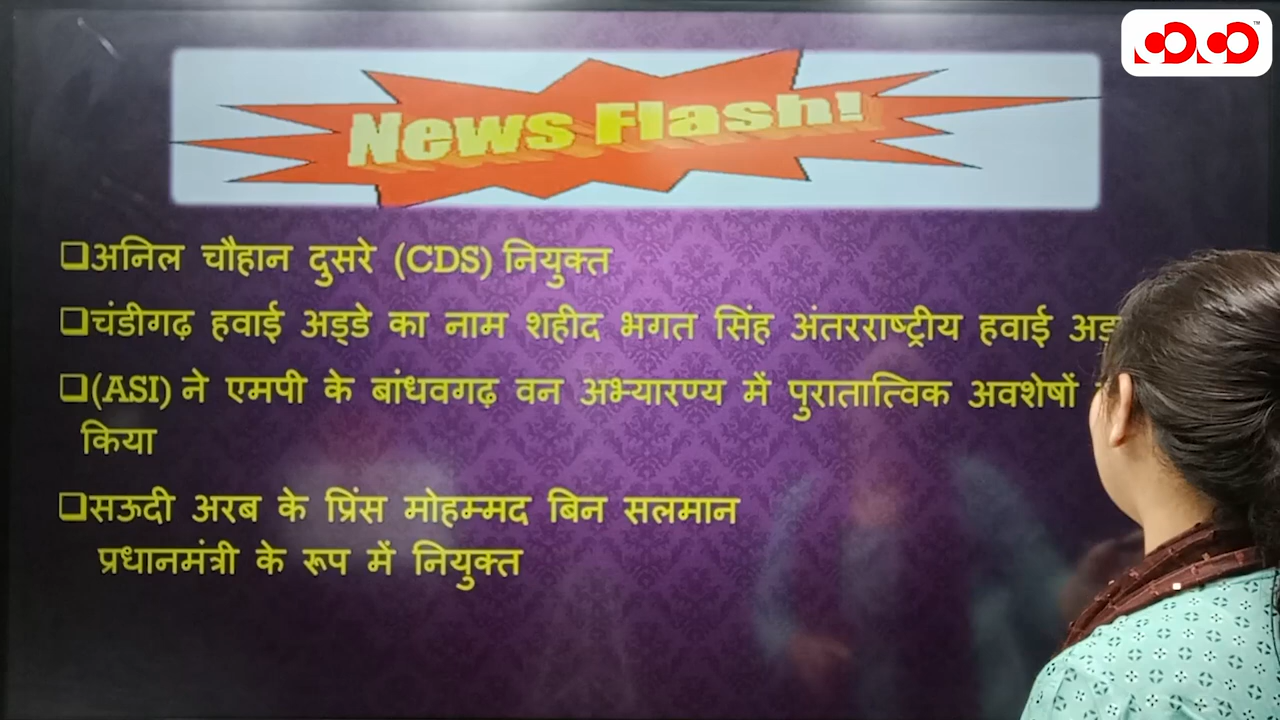 News Flash!
❑अनिल चौहान दुसरे (CDS) नियुक्त
❑चंडीगढ़ हवाई अड्डे का नाम शहीद भगत सिंह अंतरराष्ट्रीय हवाई
❑(ASI) ने एमपी के बांधवगढ़ वन अभ्यारण्य में पुरातात्विक अवशेषों
किया
❑सऊदी अरब के प्रिंस मोहम्मद बिन सलमान
प्रधानमंत्री के रूप में नियुक्त